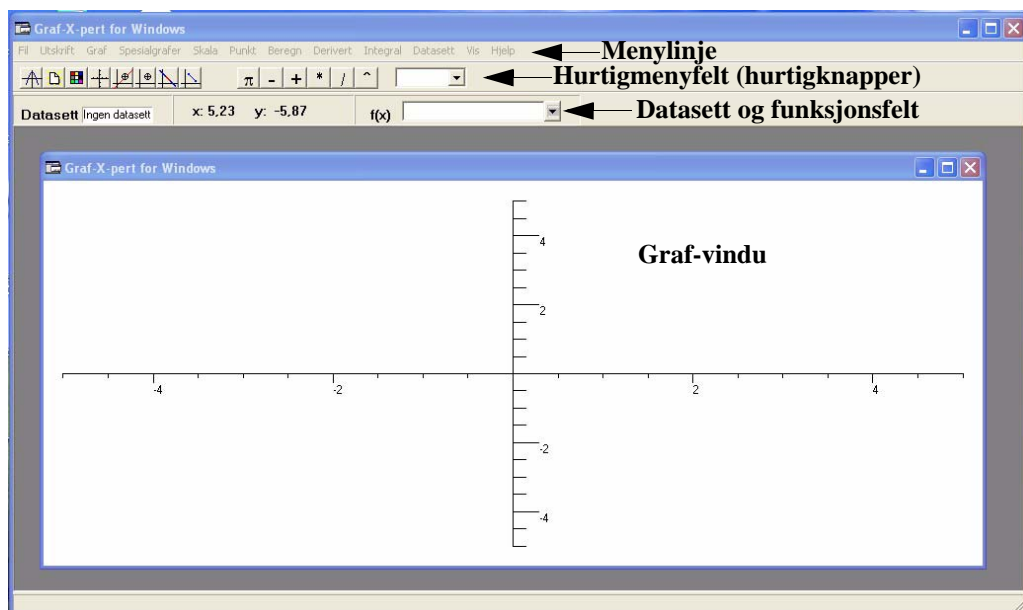 Graf-X-pert for Windows
Fil Utskrift Graf Spesialgrafer Skala Punkt Beregn Derivert Integral Datasett Vis Hjelp Menylinje
π - + * / ^ Hurtigmenyfelt (hurtigknapper)
Datasett Ingen datasett x: 5,23 y: -5,87 f(x) Datasett og funksjonsfelt
Graf-X-pert for Windows
4
Graf-vindu
2
-4 -2 2 4
-2
-4